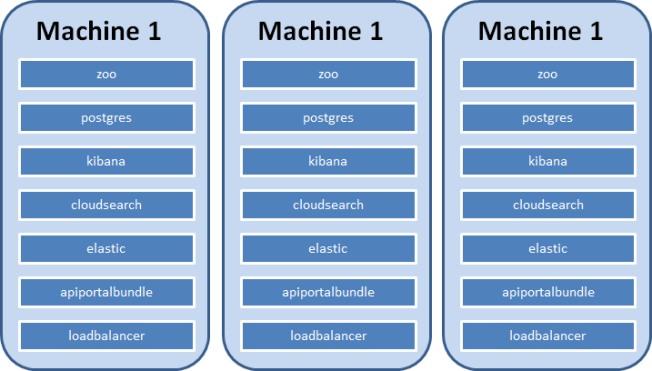 Machine 1
zoo
postgres
kibana
cloudsearch
elastic
apiportalbundle
loadbalancer
Machine 1
zoo
postgres
kibana
cloudsearch
elastic
apiportalbundle
loadbalancer
Machine 1
zoo
postgres
kibana
cloudsearch
elastic
apiportalbundle
loadbalancer